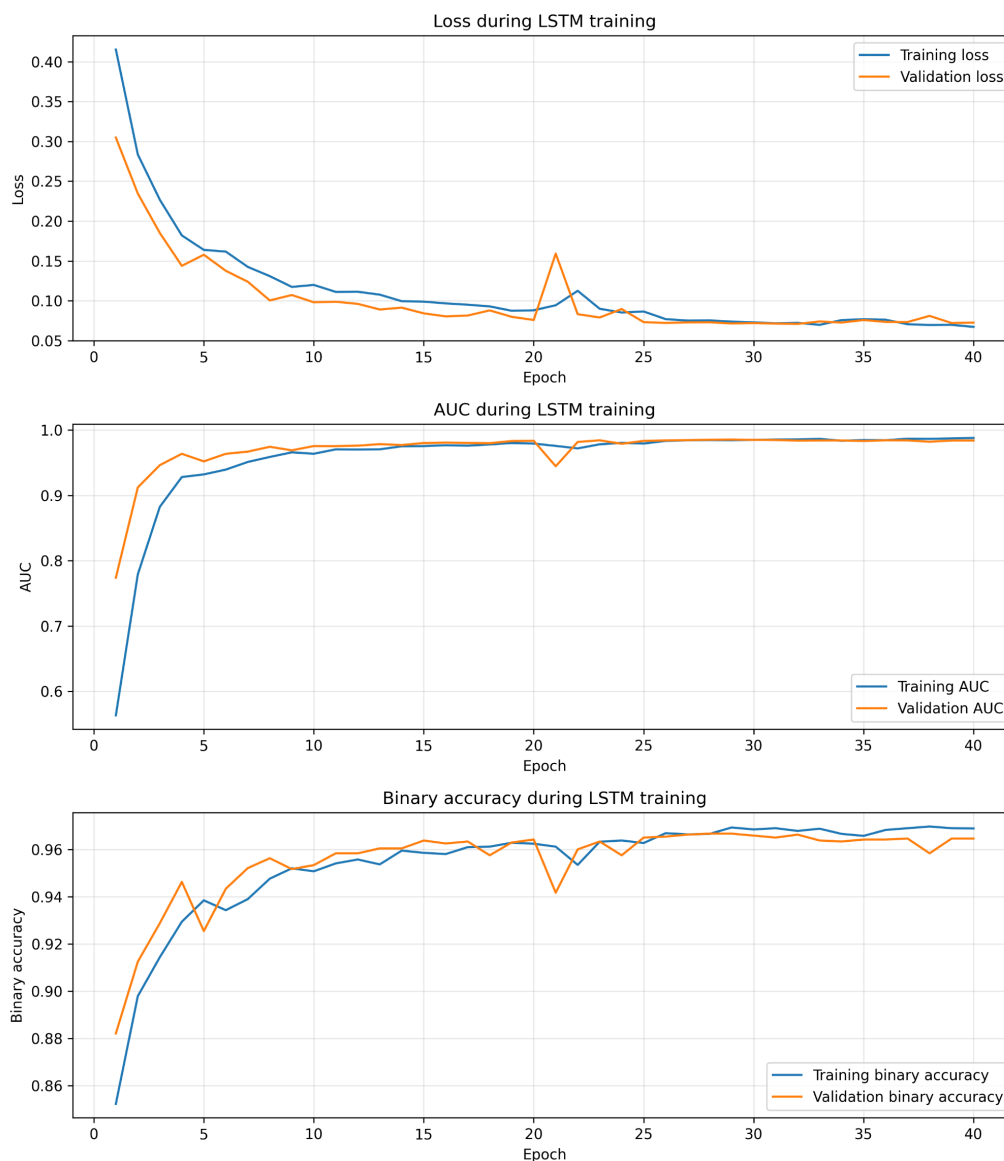 Loss during LSTM training
Training loss
Validation loss
0.40
0.35
0.30
0.25
0.20
0.15
0.10
0.05
Loss
0 5 10 15 20 25 30 35 40
Epoch
AUC during LSTM training
1.0
0.9
0.8
0.7
0.6
AUC
Training AUC
Validation AUC
0 5 10 15 20 25 30 35 40
Epoch
Binary accuracy during LSTM training
0.96
0.94
0.92
0.90
0.88
0.86
Binary accuracy
Training binary accuracy
Validation binary accuracy
0 5 10 15 20 25 30 35 40
Epoch